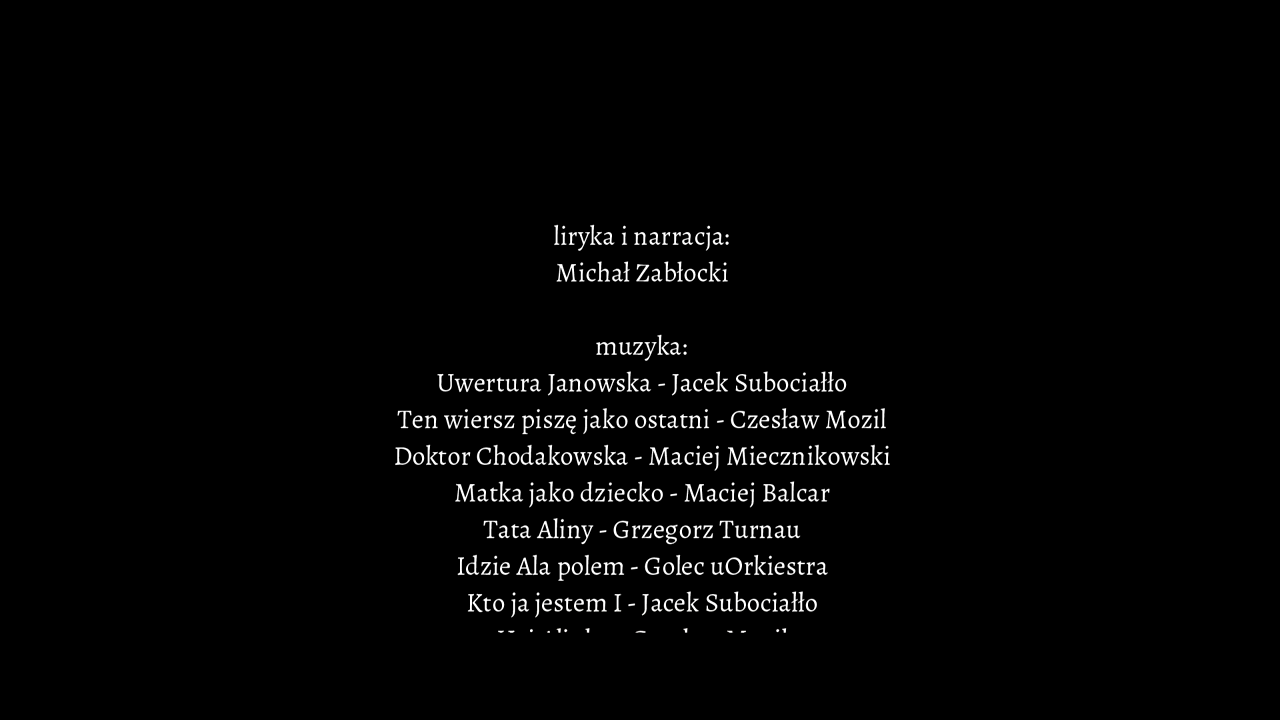 liryka i narracja:
Michał Zabłocki
muzyka:
Uwertura Janowska - Jacek Subociałło
Ten wiersz piszę jako ostatni - Czesław Mozil
Doktor Chodakowska - Maciej Miecznikowski
Matka jako dziecko - Maciej Balcar
Tata Aliny - Grzegorz Turnau
Idzie Ala polem - Golec uOrkiestra
Kto ja jestem I - Jacek Subociałło